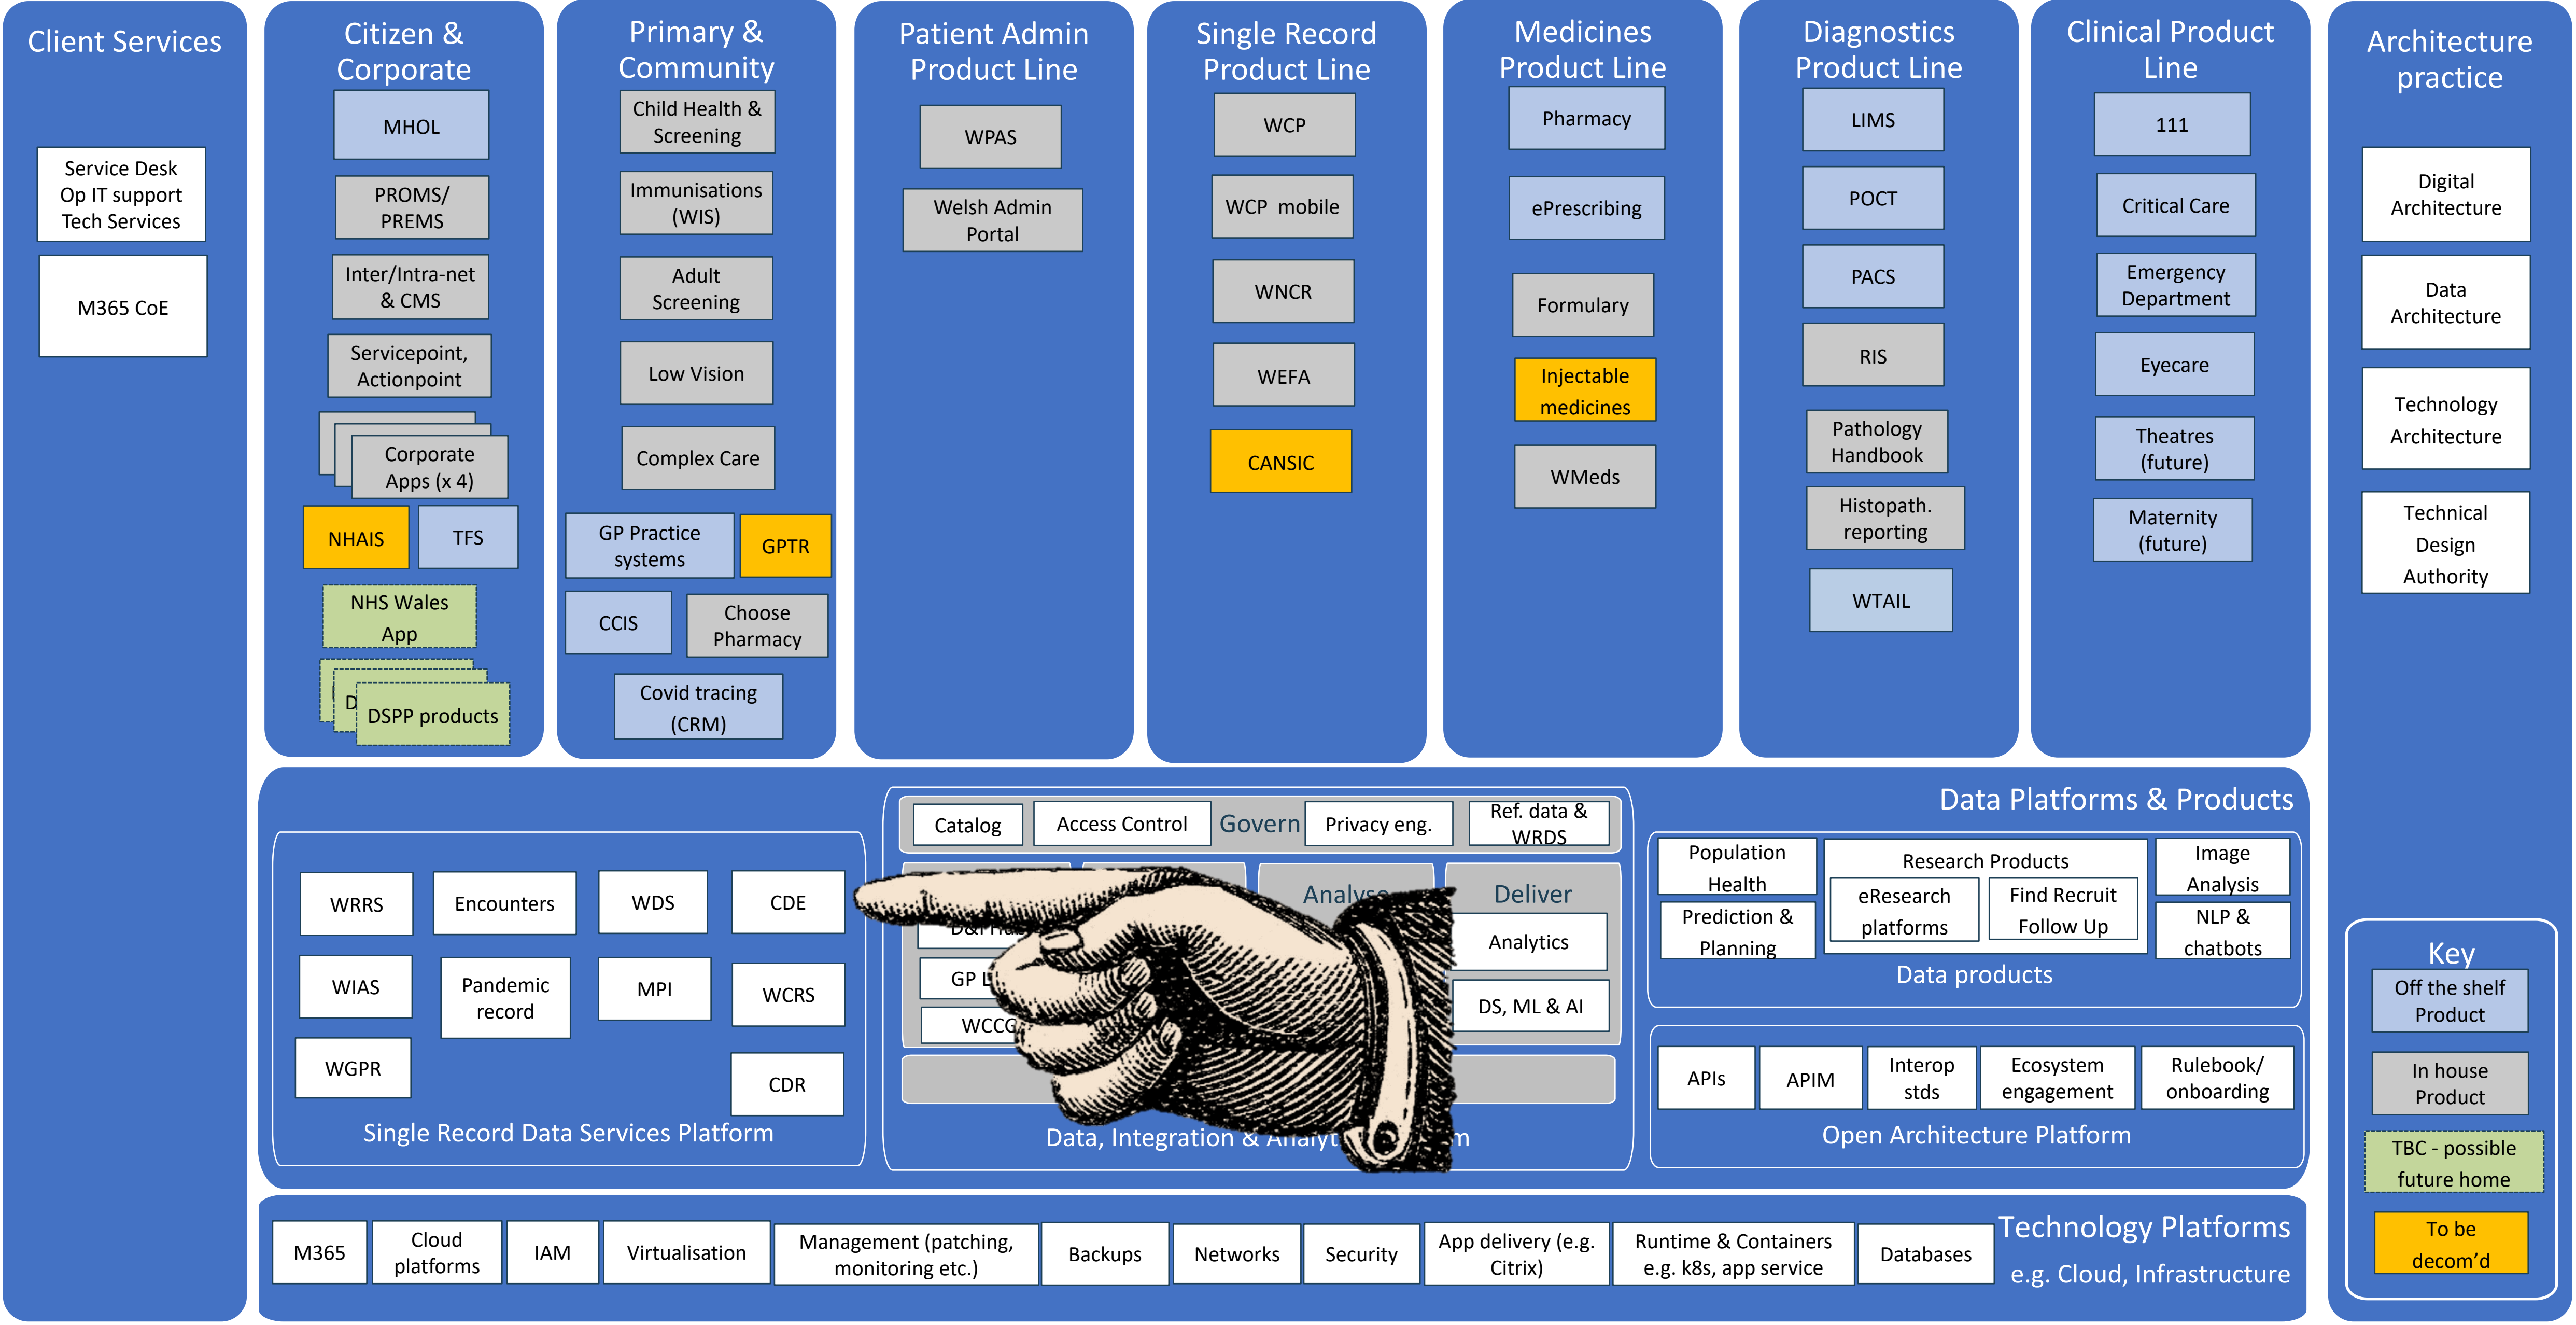 Client Services
Service Desk
Op IT support
Tech Services
M365 CoE
Citizen &
Corporate
MHOL
PROMS/
PREMS
Inter/Intra-net
& CMS
Servicepoint,
Actionpoint
Corporate
Apps (x 4)
NHAIS
TFS
NHS Wales
App
D
DSPP products
Primary &
Community
Child Health &
Screening
Immunisations
(WIS)
Adult
Screening
Low Vision
Complex Care
GP Practice
systems
GPTR
CCIS
Choose
Pharmacy
Covid tracing
(CRM)
Patient Admin
Product Line
WPAS
Welsh Admin
Portal
Single Record
Product Line
WCP
WCP mobile
WNCR
WEFA
CANSIC
Medicines
Product Line
Pharmacy
ePrescribing
Formulary
Injectable
medicines
WMeds
Diagnostics
Product Line
LIMS
POCT
PACS
RIS
Pathology
Handbook
Histopath.
reporting
WTAIL
Clinical Product
Line
111
Critical Care
Emergency
Department
Eyecare
Theatres
(future)
Maternity
(future)
Architecture
practice
Digital
Architecture
Data
Architecture
Technology
Architecture
Technical
Design
Authority
Data Platforms & Products
WRRS
Encounters
WDS
CDE
WIAS
Pandemic
record
MPI
WCRS
WGPR
CDR
Single Record Data Services Platform
Catalog
Access Control
Govern
Privacy eng.
Ref. data &
WRDS
Analyse
Deliver
D&I
GP
WCCG
Analytics
DS, ML & AI
Data, Integration &
Population
Health
Prediction &
Planning
Research Products
eResearch
platforms
Find Recruit
Follow Up
Image
Analysis
NLP &
chatbots
Data products
APIs
APIM
Interop
stds
Ecosystem
engagement
Rulebook/
onboarding
Open Architecture Platform
M365
Cloud
platforms
IAM
Virtualisation
Management (patching,
monitoring etc.)
Backups
Networks
Security
App delivery (e.g.
Citrix)
Runtime & Containers
e.g. k8s, app service
Databases
Technology Platforms
e.g. Cloud, Infrastructure
Key
Off the shelf
Product
In house
Product
TBC - possible
future home
To be
decom'd